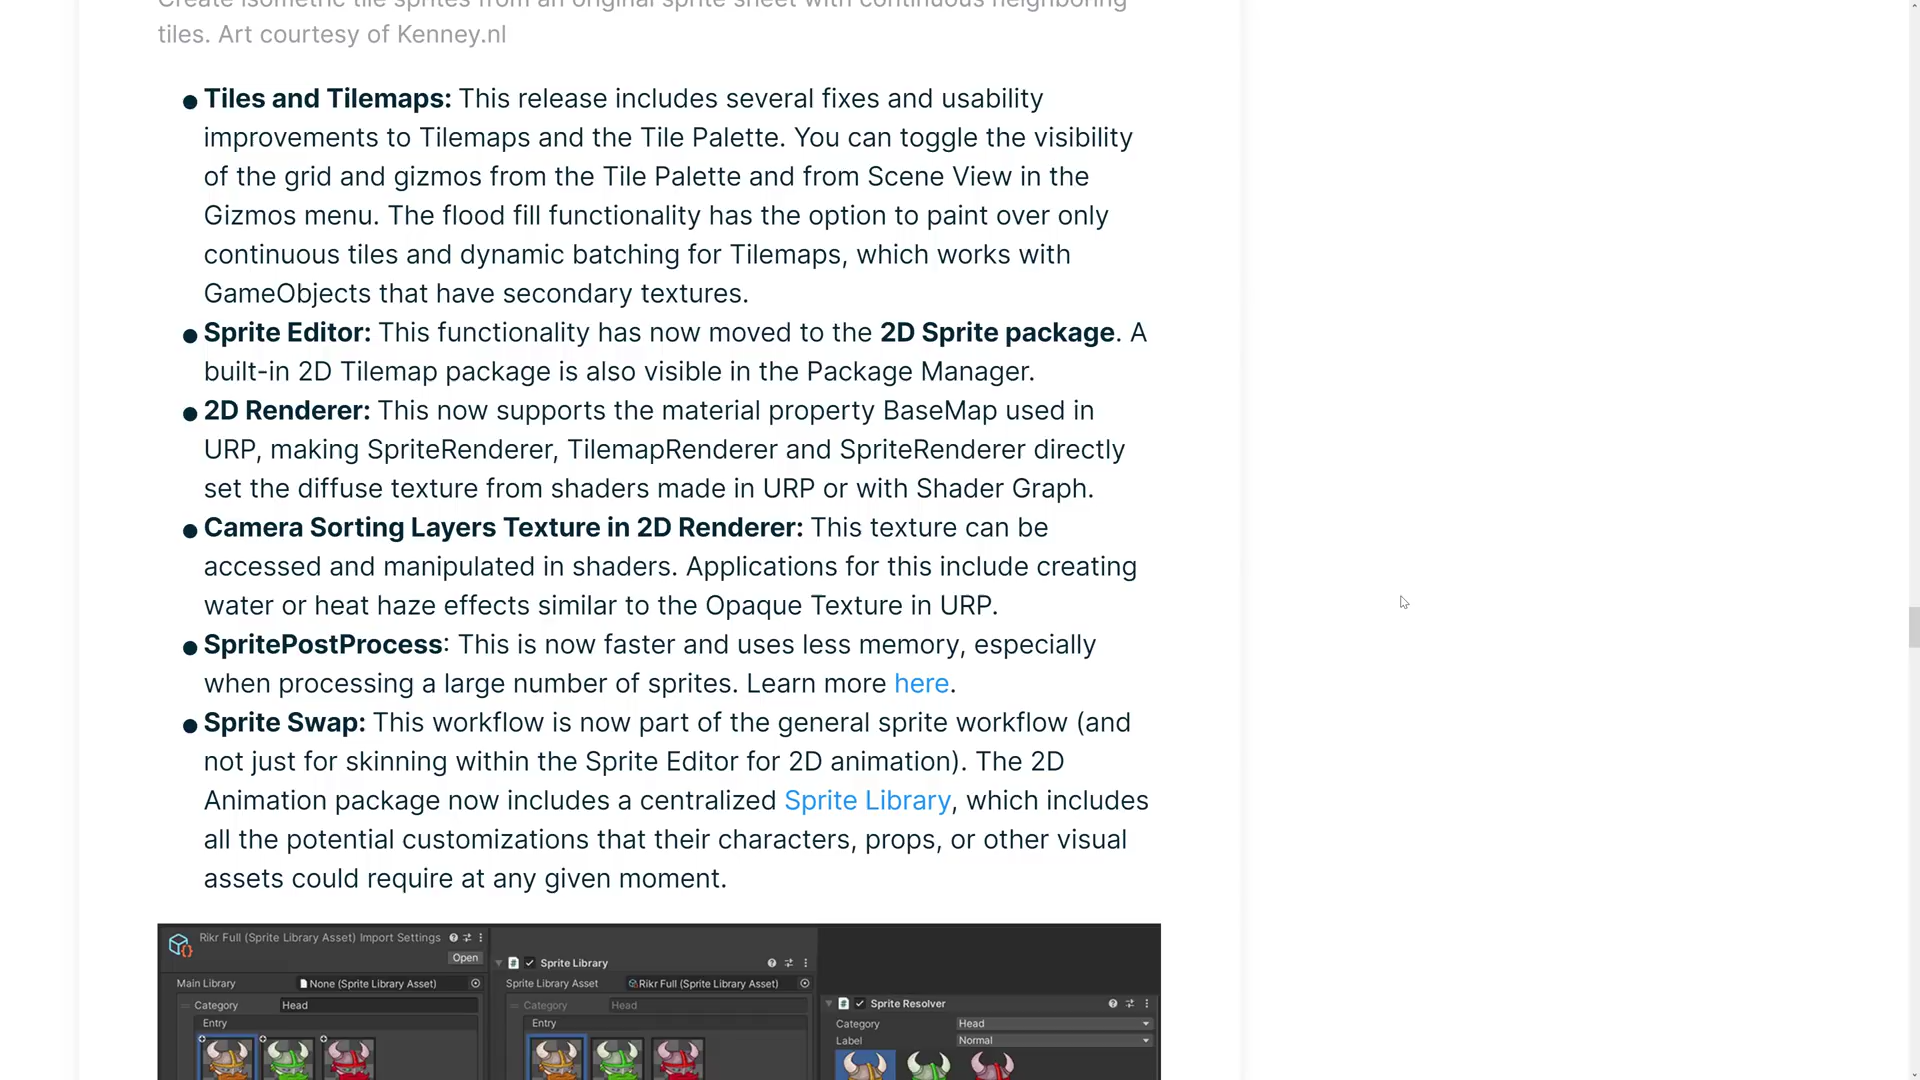 Create isometric tile sprites from an original sprite sheet with continuous neighboring
tiles. Art courtesy of Kenney.nl
Tiles and Tilemaps: This release includes several fixes and usability
improvements to Tilemaps and the Tile Palette. You can toggle the visibility
of the grid and gizmos from the Tile Palette and from Scene View in the
Gizmos menu. The flood fill functionality has the option to paint over only
continuous tiles and dynamic batching for Tilemaps, which works with
GameObjects that have secondary textures.
Sprite Editor: This functionality has now moved to the 2D Sprite package. A
built-in 2D Tilemap package is also visible in the Package Manager.
2D Renderer: This now supports the material property BaseMap used in
URP, making SpriteRenderer, TilemapRenderer and SpriteRenderer directly
set the diffuse texture from shaders made in URP or with Shader Graph.
Camera Sorting Layers Texture in 2D Renderer: This texture can be
accessed and manipulated in shaders. Applications for this include creating
water or heat haze effects similar to the Opaque Texture in URP.
SpritePostProcess: This is now faster and uses less memory, especially
when processing a large number of sprites. Learn more here.
Sprite Swap: This workflow is now part of the general sprite workflow (and
not just for skinning within the Sprite Editor for 2D animation). The 2D
Animation package now includes a centralized Sprite Library, which includes
all the potential customizations that their characters, props, or other visual
assets could require at any given moment.
Rikr Full (Sprite Library Asset) Import Settings
Open
Main Library None (Sprite Library Asset)
Category Head
Entry
Sprite Library
Sprite Library Asset Rikr Full (Sprite Library Asset)
Category Head
Entry
Sprite Resolver
Category Head
Label Normal